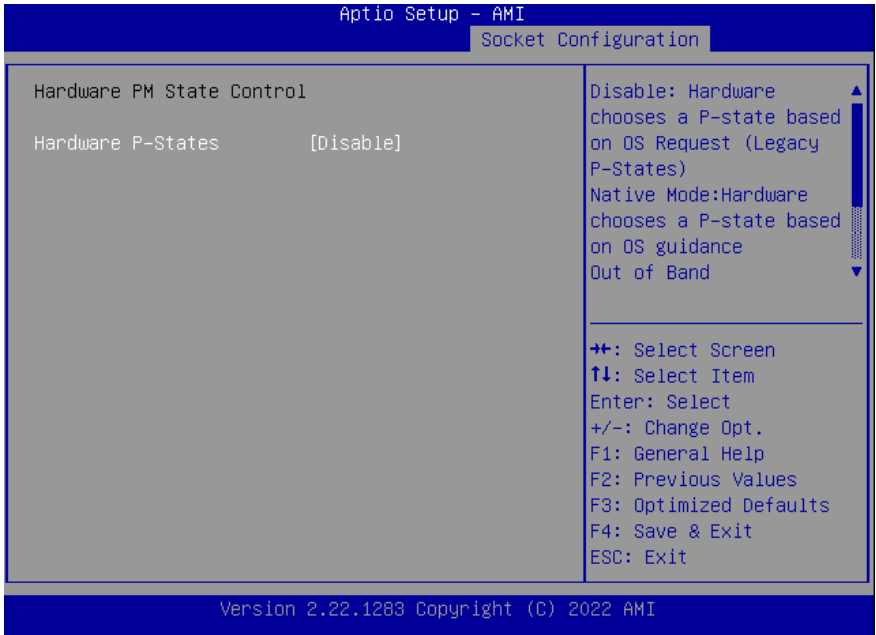 Aptio Setup – AMI
Socket Configuration
Hardware PM State Control
Hardware P-States [Disable]
Disable: Hardware
chooses a P-state based
on OS Request (Legacy
P-States)
Native Mode:Hardware
chooses a P-state based
on OS guidance
Out of Band
→←: Select Screen
↑↓: Select Item
Enter: Select
+/-: Change Opt.
F1: General Help
F2: Previous Values
F3: Optimized Defaults
F4: Save & Exit
ESC: Exit
Version 2.22.1283 Copyright (C) 2022 AMI